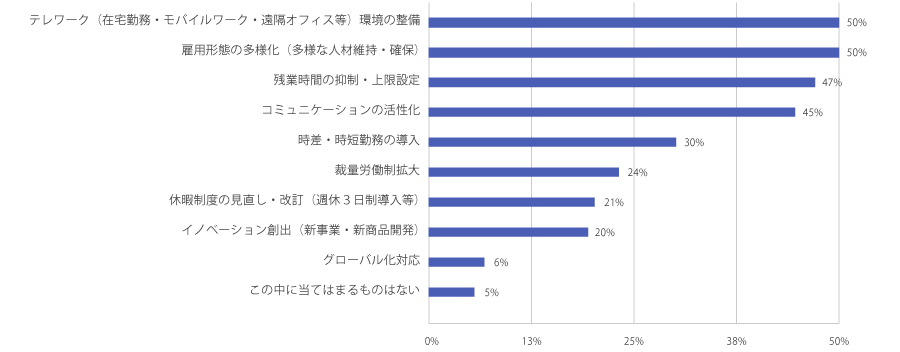 テレワーク（在宅勤務・モバイルワーク・遠隔オフィス等）環境の整備 50%
雇用形態の多様化（多様な人材維持・確保） 50%
残業時間の抑制・上限設定 47%
コミュニケーションの活性化 45%
時差・時短勤務の導入 30%
裁量労働制拡大 24%
休暇制度の見直し・改訂（週休３日制導入等） 21%
イノベーション創出（新事業・新商品開発） 20%
グローバル化対応 6%
この中に当てはまるものはない 5%
0% 13% 25% 38% 50%